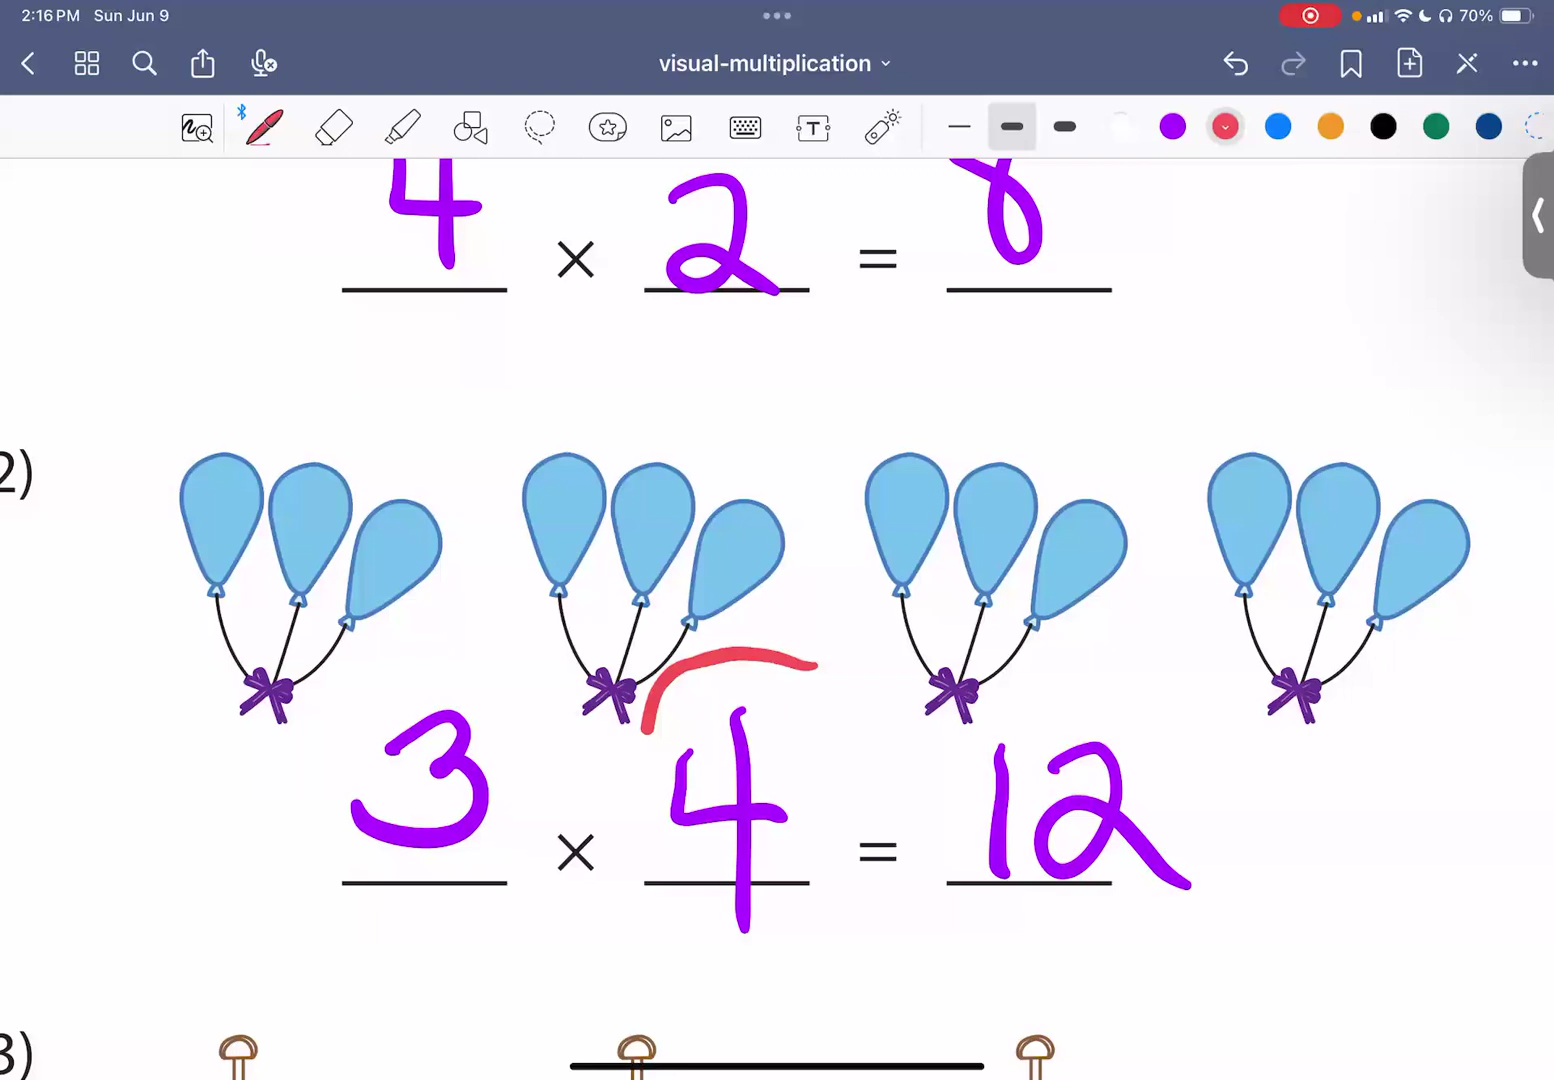 2:16 PM Sun Jun 9 70%
visual-multiplication
T
4 × 2 = 8
2)
3 × 4 = 12
3)